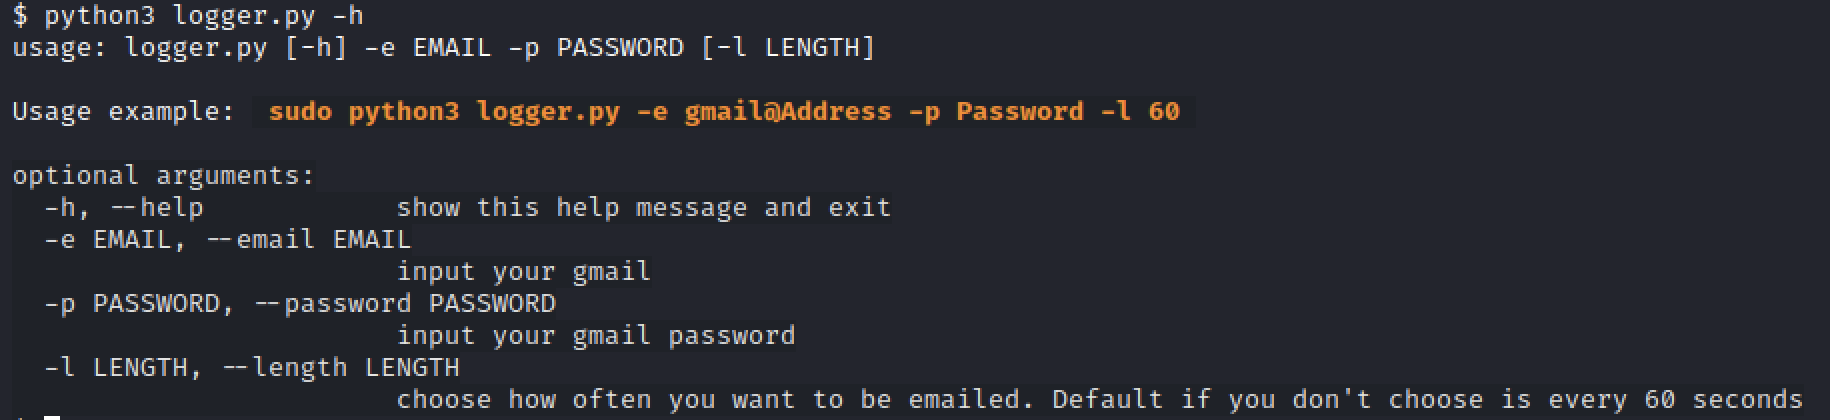 $ python3 logger.py -h
usage: logger.py [-h] -e EMAIL -p PASSWORD [-l LENGTH]
Usage example: sudo python3 logger.py -e gmail@Address -p Password -l 60
optional arguments:
-h, --help show this help message and exit
-e EMAIL, --email EMAIL
input your gmail
-p PASSWORD, --password PASSWORD
input your gmail password
-l LENGTH, --length LENGTH
choose how often you want to be emailed. Default if you don't choose is every 60 seconds